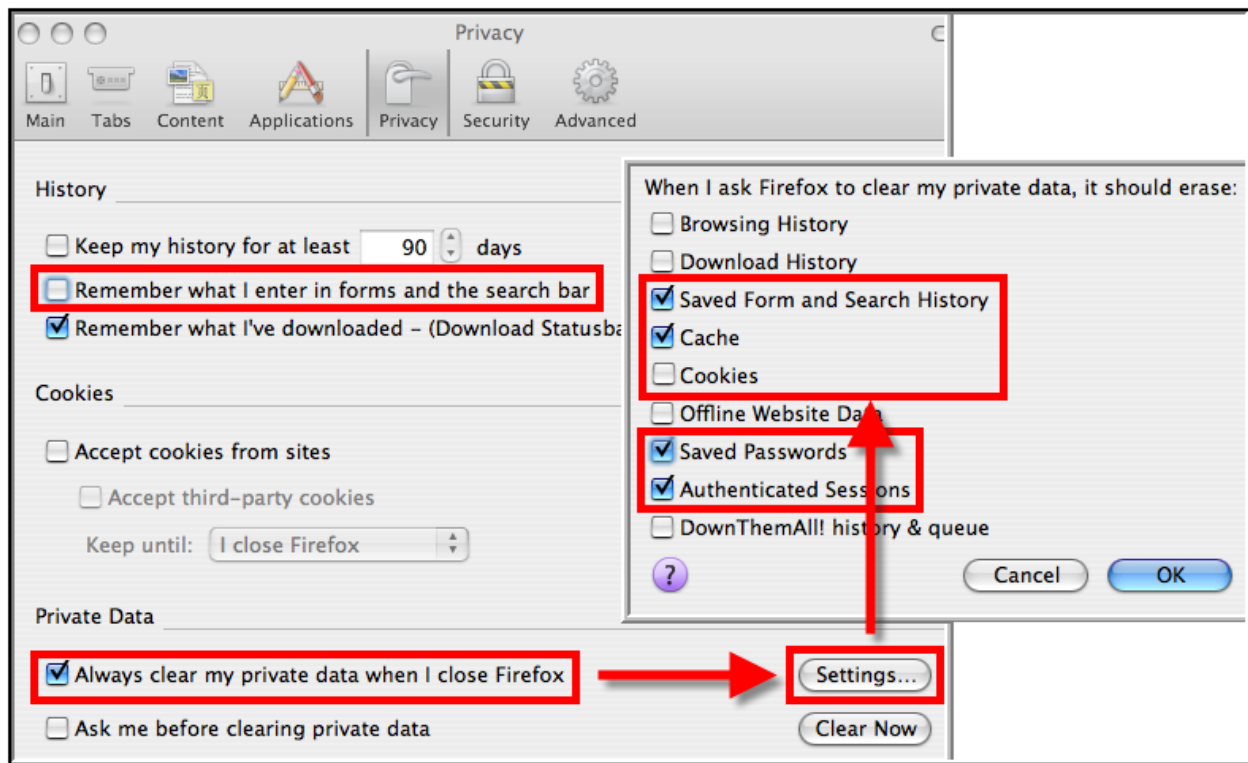 Privacy
Main Tabs Content Applications Privacy Security Advanced
History
Keep my history for at least 90 days
Remember what I enter in forms and the search bar
Remember what I've downloaded – (Download Statusba
Cookies
Accept cookies from sites
Accept third-party cookies
Keep until: I close Firefox
Private Data
Always clear my private data when I close Firefox Settings...
Ask me before clearing private data Clear Now
When I ask Firefox to clear my private data, it should erase:
Browsing History
Download History
Saved Form and Search History
Cache
Cookies
Offline Website Data
Saved Passwords
Authenticated Sessions
DownThemAll! history & queue
? Cancel OK